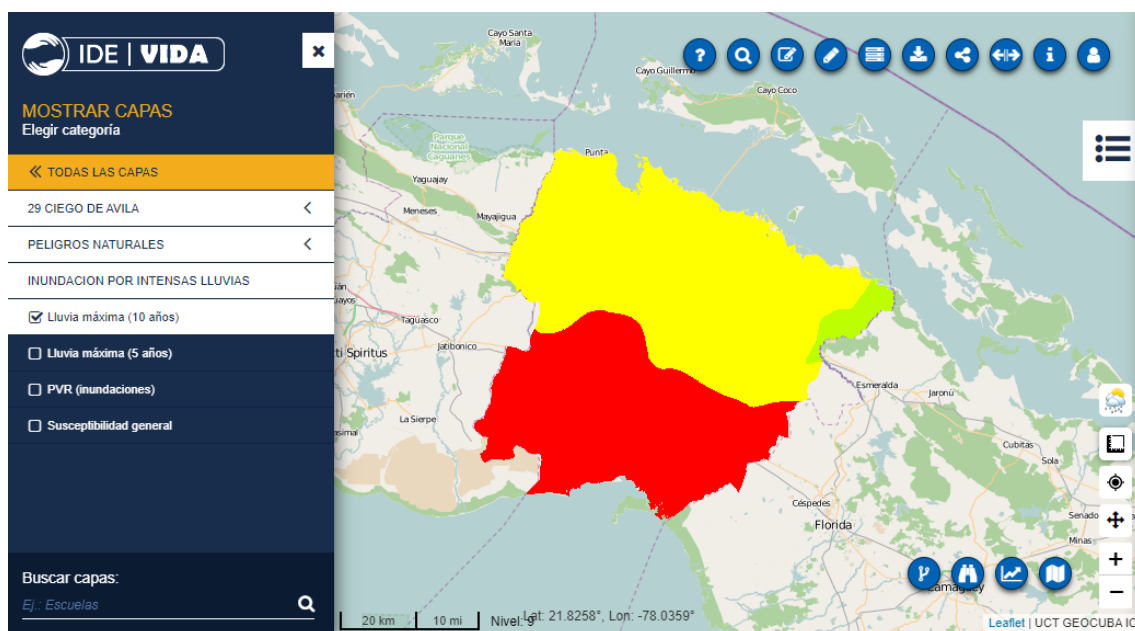 IDE | VIDA
MOSTRAR CAPAS
Elegir categoría
TODAS LAS CAPAS
29 CIEGO DE AVILA
PELIGROS NATURALES
INUNDACION POR INTENSAS LLUVIAS
Lluvia máxima (10 años)
Lluvia máxima (5 años)
PVR (inundaciones)
Susceptibilidad general
Buscar capas:
Ej.: Escuelas
Cayo Santa
Maria
Cayo Guillermo
Cayo Coco
Parque
Nacional
Caguanes
Punta
Yaguajay
Meneses
Mayajigua
Taguasco
Jatibonico
ti Spiritus
La Sierpe
Esmeralda
Jaronú
Cubitas
Sola
Céspedes
Florida
Senado
Minas
20 km
10 mi
Nivel: 9
Lat: 21.8258°, Lon: -78.0359°
Leaflet | UCT GEOCUBA IC